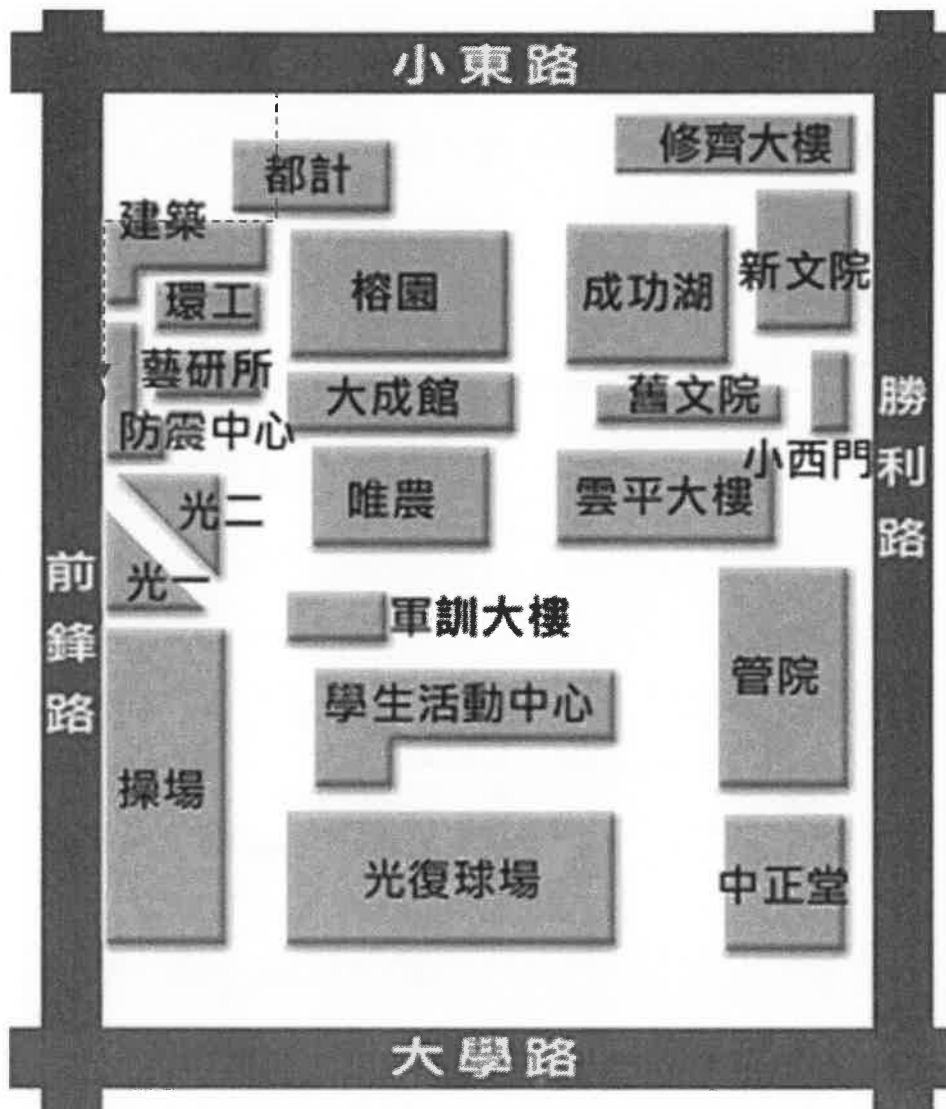 小東路
修齊大樓
都計
建築
新文院
榕園
成功湖
環工
藝研所
大成館
舊文院
勝利路
防震中心
小西門
光二
唯農
雲平大樓
前鋒路
光一
軍訓大樓
管院
學生活動中心
操場
光復球場
中正堂
大學路